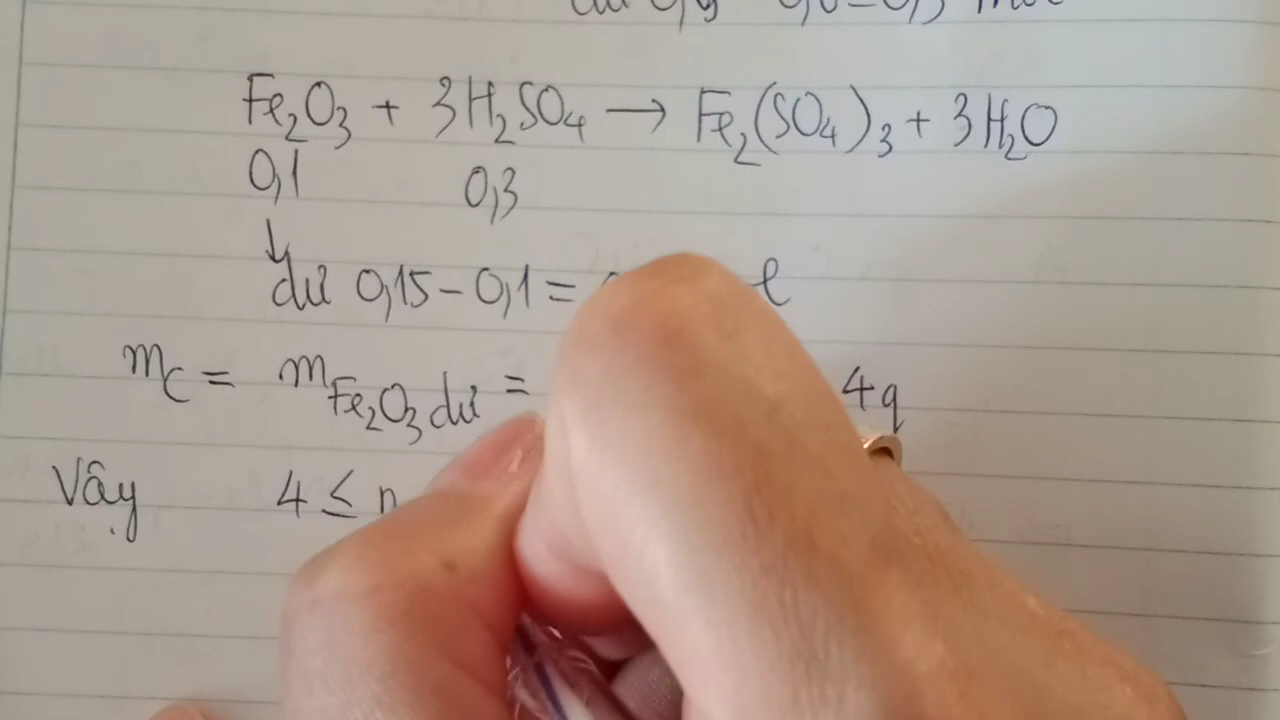 Fe₂O₃ + 3H₂SO₄ → Fe₂(SO₄)₃ + 3H₂O
0,1 0,3
↓
dư 0,15 - 0,1 =
mC = mFe₂O₃ dư = 4g
Vậy 4 ≤